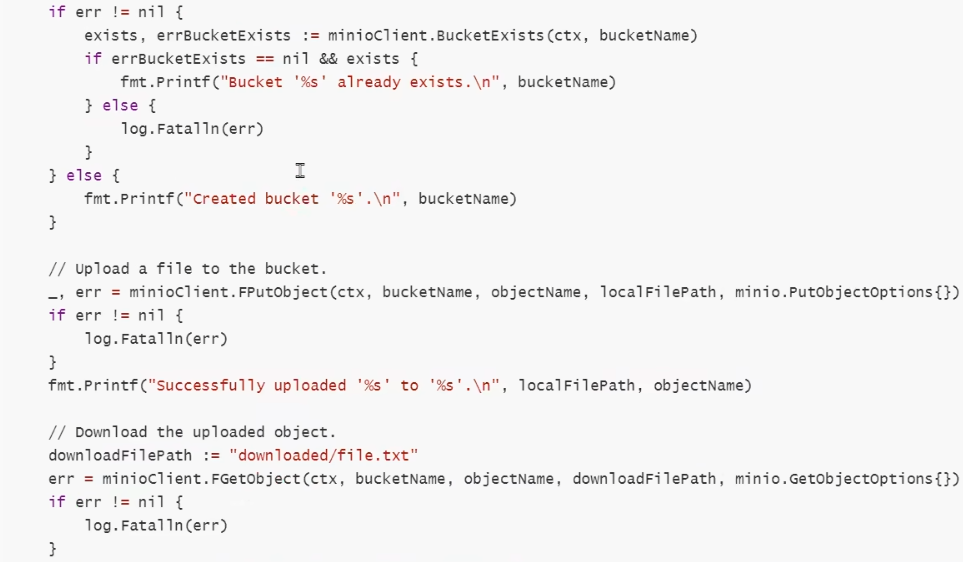 if err != nil {
exists, errBucketExists := minioClient.BucketExists(ctx, bucketName)
if errBucketExists == nil && exists {
fmt.Printf("Bucket '%s' already exists.\n", bucketName)
} else {
log.Fatalln(err)
}
} else {
fmt.Printf("Created bucket '%s'.\n", bucketName)
}
// Upload a file to the bucket.
_, err = minioClient.FPutObject(ctx, bucketName, objectName, localFilePath, minio.PutObjectOptions{})
if err != nil {
log.Fatalln(err)
}
fmt.Printf("Successfully uploaded '%s' to '%s'.\n", localFilePath, objectName)
// Download the uploaded object.
downloadFilePath := "downloaded/file.txt"
err = minioClient.FGetObject(ctx, bucketName, objectName, downloadFilePath, minio.GetObjectOptions{})
if err != nil {
log.Fatalln(err)
}